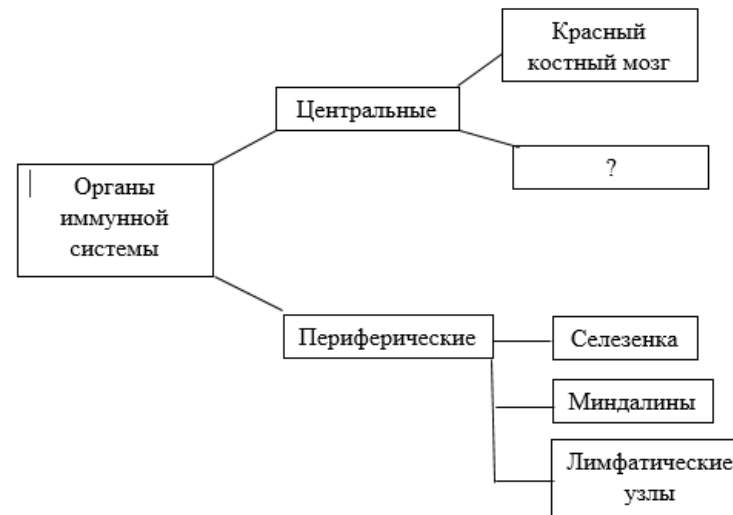 Красный
костный мозг
Центральные
?
Органы
иммунной
системы
Периферические
Селезенка
Миндалины
Лимфатические
узлы